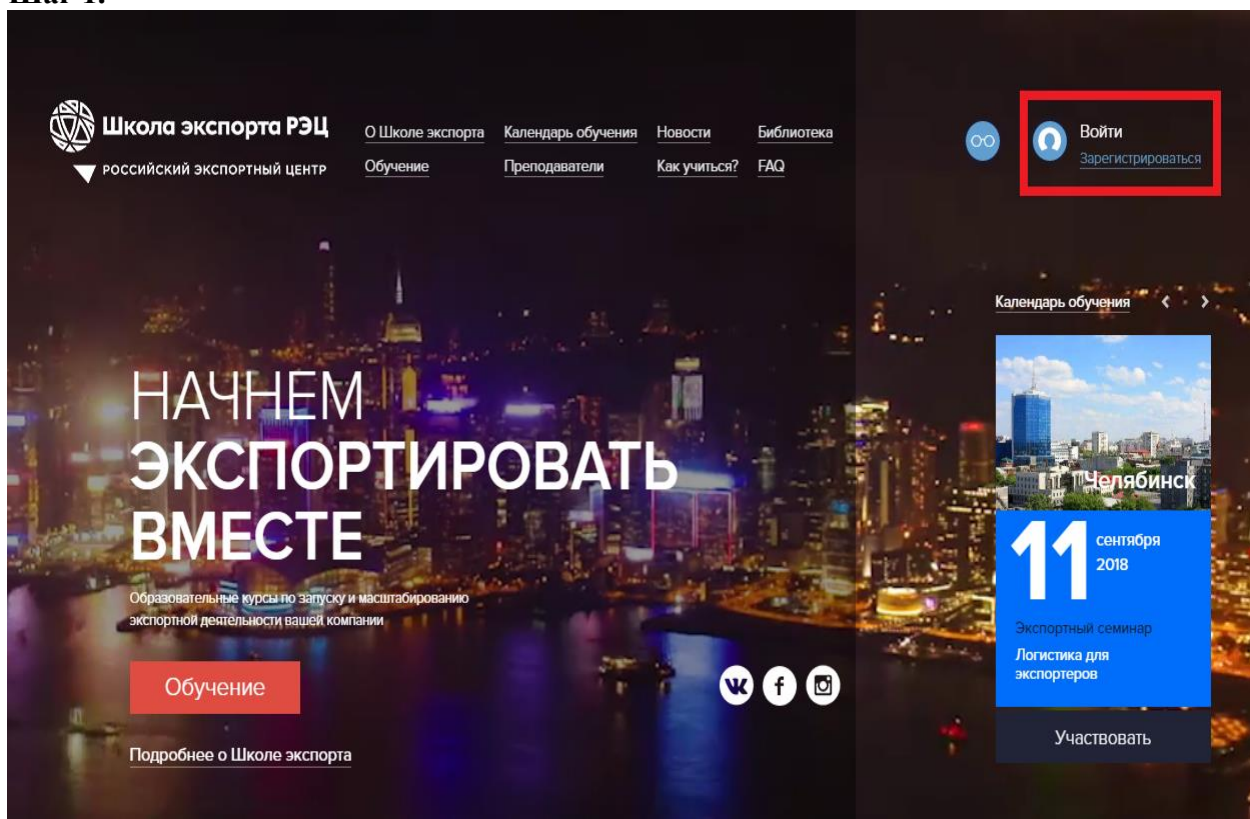 Шаг 1.
Школа экспорта РЭЦ
РОССИЙСКИЙ ЭКСПОРТНЫЙ ЦЕНТР
О Школе экспорта Календарь обучения Новости Библиотека
Обучение Преподаватели Как учиться? FAQ
Войти
Зарегистрироваться
Календарь обучения
НАЧНЕМ
ЭКСПОРТИРОВАТЬ
ВМЕСТЕ
Образовательные курсы по запуску и масштабированию
экспортной деятельности вашей компании
Обучение
Подробнее о Школе экспорта
Челябинск
11 сентября
2018
Экспортный семинар
Логистика для
экспортеров
Участвовать